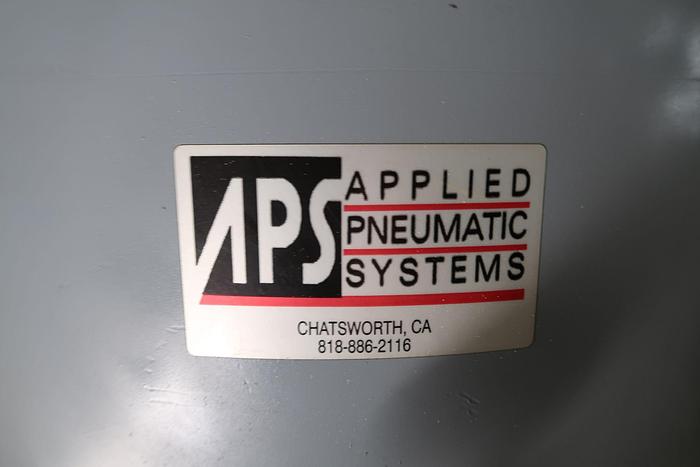 APS
APPLIED
PNEUMATIC
SYSTEMS
CHATSWORTH, CA
818-886-2116